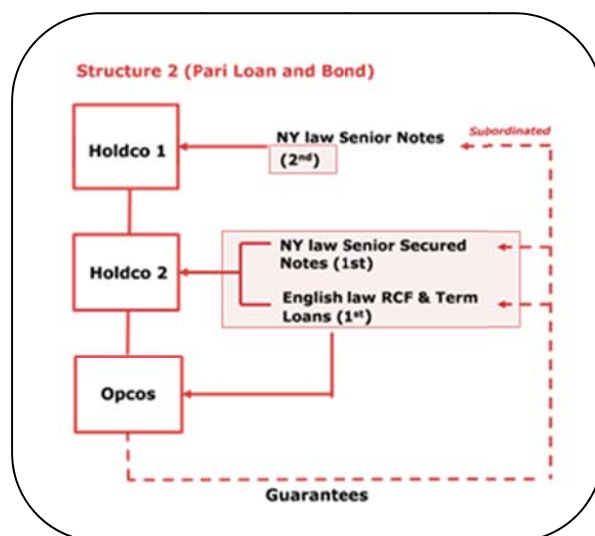 Structure 2 (Pari Loan and Bond)
Holdco 1
NY law Senior Notes
(2nd)
Subordinated
Holdco 2
NY law Senior Secured
Notes (1st)
English law RCF & Term
Loans (1st)
Opcos
Guarantees